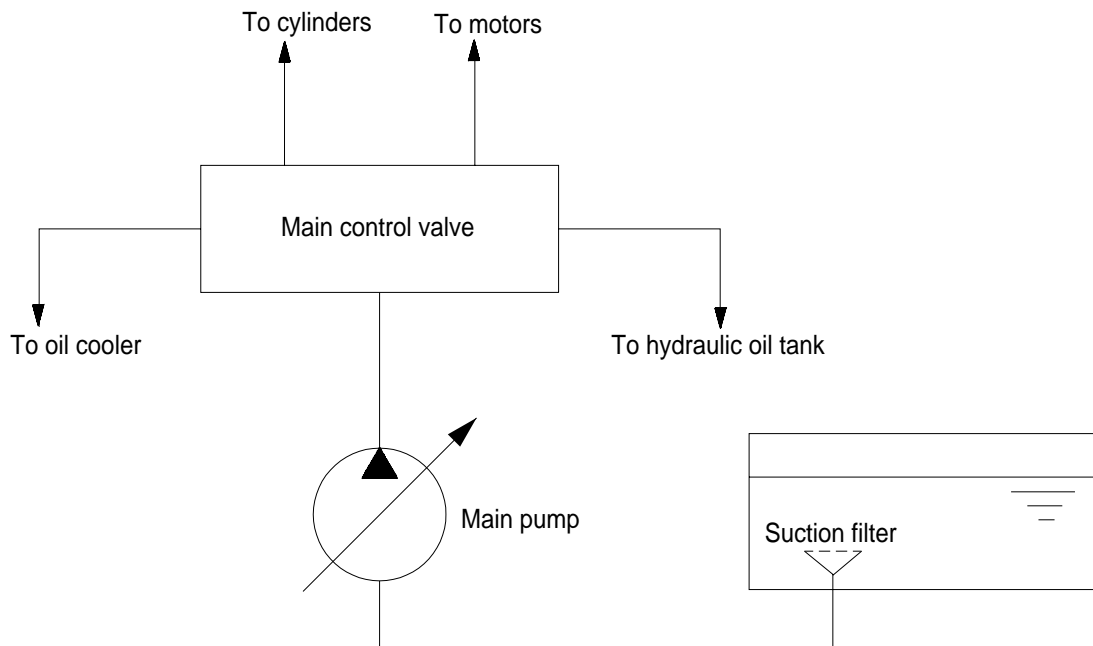 To cylinders
To motors
Main control valve
To oil cooler
To hydraulic oil tank
Main pump
Suction filter